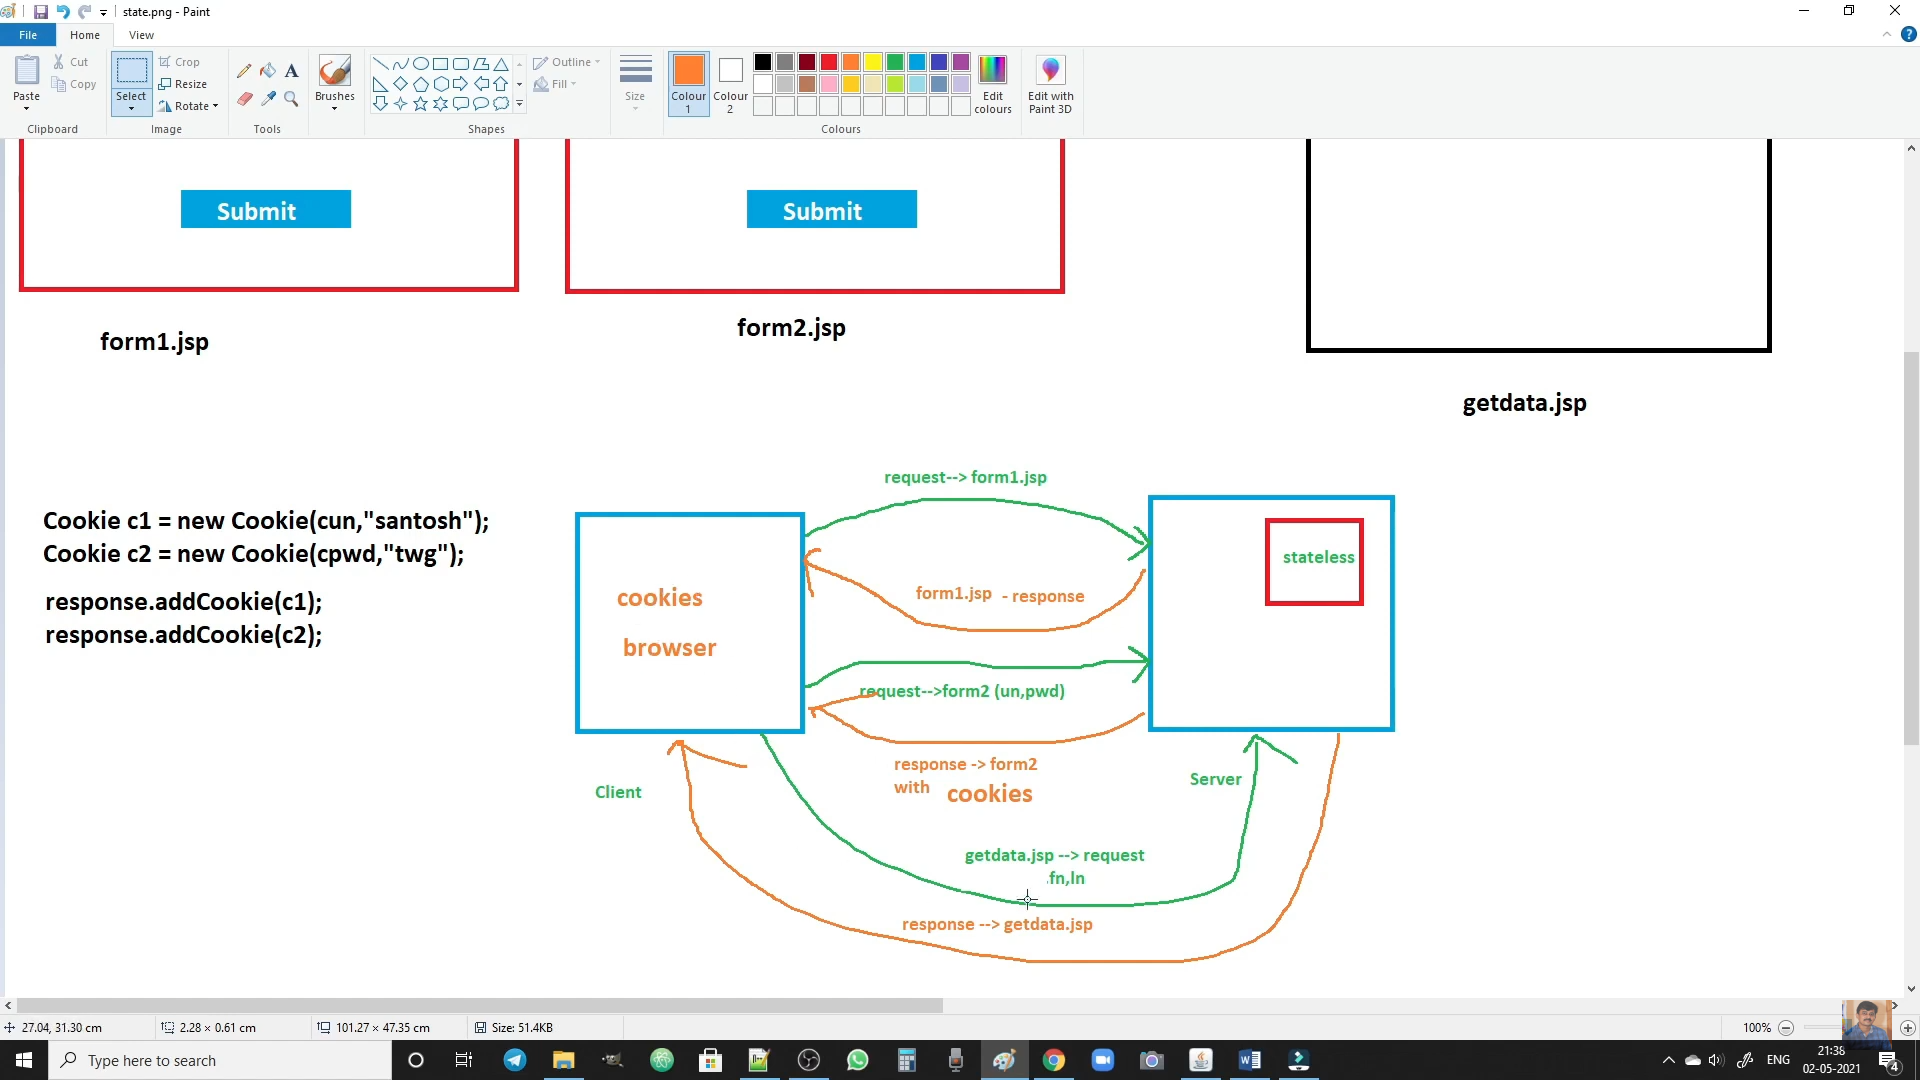 state.png - Paint
File
Home
View
Paste
Cut
Copy
Clipboard
Select
Crop
Resize
Rotate
Image
Tools
Brushes
Shapes
Outline
Fill
Size
Colour 1
Colour 2
Edit colours
Edit with Paint 3D
Colours
Submit
Submit
form1.jsp
form2.jsp
getdata.jsp
Cookie c1 = new Cookie(cun,"santosh");
Cookie c2 = new Cookie(cpwd,"twg");
response.addCookie(c1);
response.addCookie(c2);
request--> form1.jsp
cookies
browser
form1.jsp - response
stateless
request-->form2 (un,pwd)
response -> form2
with cookies
Client
Server
getdata.jsp --> request
.fn,ln
response --> getdata.jsp
27.04, 31.30 cm
2.28 × 0.61 cm
101.27 × 47.35 cm
Size: 51.4KB
100%
Type here to search
ENG
21:38
02-05-2021
4